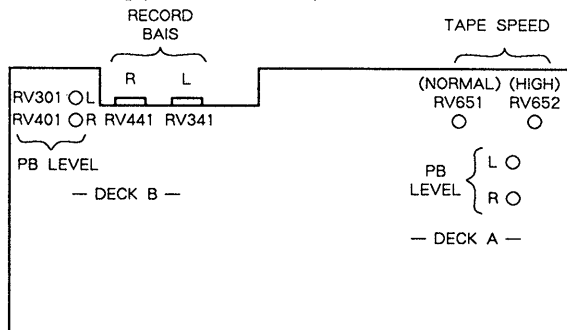 RECORD
BAIS
TAPE SPEED
R L
(NORMAL) (HIGH)
RV301 L
RV651 RV652
RV401 R RV441 RV341
PB LEVEL
L
PB
LEVEL
R
— DECK B —
— DECK A —